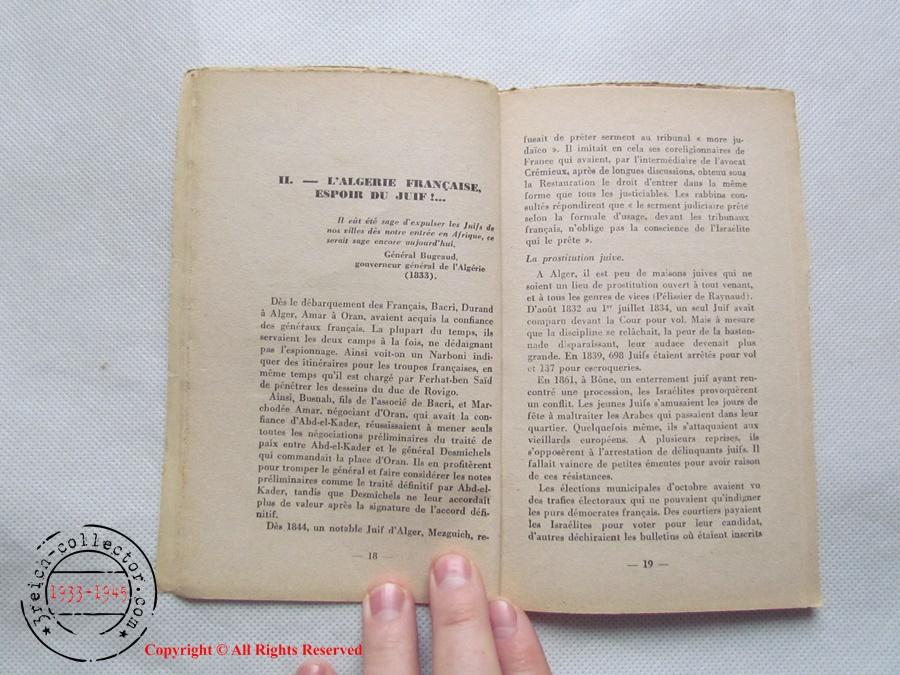 II. — L'ALGERIE FRANÇAISE,
ESPOIR DU JUIF !...
Il eût été sage d'expulser les Juifs de
nos villes dès notre entrée en Afrique, ce
serait sage encore aujourd'hui.
Général Bugeaud,
gouverneur général de l'Algérie
(1833).
Dès le débarquement des Français, Bacri, Durand
à Alger, Amar à Oran, avaient acquis la confiance
des généraux français. La plupart du temps, ils
servaient les deux camps à la fois, ne dédaignant
pas l'espionnage. Ainsi voit-on un Narboni indi-
quer des itinéraires pour les troupes françaises, en
même temps qu'il est chargé par Ferhat-ben Saïd
de pénétrer les desseins du duc de Rovigo.
Ainsi, Busnah, fils de l'associé de Bacri, et Mar-
chodée Amar, négociant d'Oran, qui avait la con-
fiance d'Abd-el-Kader, réussissaient à mener seuls
toutes les négociations préliminaires du traité de
paix entre Abd-el-Kader et le général Desmichels
qui commandait la place d'Oran. Ils en profitèrent
pour tromper le général et faire considérer les notes
préliminaires comme le traité définitif par Abd-el-
Kader, tandis que Desmichels ne leur accordait
plus de valeur après la signature de l'accord défi-
nitif.
Dès 1844, un notable Juif d'Alger, Mezguich, re-
— 18 —
fusait de prêter serment au tribunal « more ju-
daïco ». Il imitait en cela ses coreligionnaires de
France qui avaient, par l'intermédiaire de l'avocat
Crémieux, après de longues discussions, obtenu sous
la Restauration le droit d'entrer dans la même
forme que tous les justiciables. Les rabbins con-
sultés répondirent que « le serment judiciaire prêté
selon la formule d'usage, devant les tribunaux
français, n'oblige pas la conscience de l'Israélite
qui le prête ».
La prostitution juive.
A Alger, il est peu de maisons juives qui ne
soient un lieu de prostitution ouvert à tout venant,
et à tous les genres de vices (Pélissier de Raynaud).
D'août 1832 au 1er juillet 1834, un seul Juif avait
comparu devant la Cour pour vol. Mais à mesure
que la discipline se relâchait, la peur de la baston-
nade disparaissant, leur audace devenait plus
grande. En 1839, 698 Juifs étaient arrêtés pour vol
et 137 pour escroqueries.
En 1861, à Bône, un enterrement juif ayant ren-
contré une procession, les Israélites provoquèrent
un conflit. Les jeunes Juifs s'amusaient les jours de
fête à maltraiter les Arabes qui passaient dans leur
quartier. Quelquefois même, ils s'attaquaient aux
vieillards européens. A plusieurs reprises, ils
s'opposèrent à l'arrestation de délinquants juifs. Il
fallait vaincre de petites émeutes pour avoir raison
de ces résistances.
Les élections municipales d'octobre avaient vu
des trafics électoraux qui ne pouvaient qu'indigner
les purs démocrates français. Des courtiers payaient
les Israélites pour voter pour leur candidat,
d'autres déchiraient les bulletins où étaient inscrits
— 19 —
3reich-collector.com
1933-1945
Copyright © All Rights Reserved